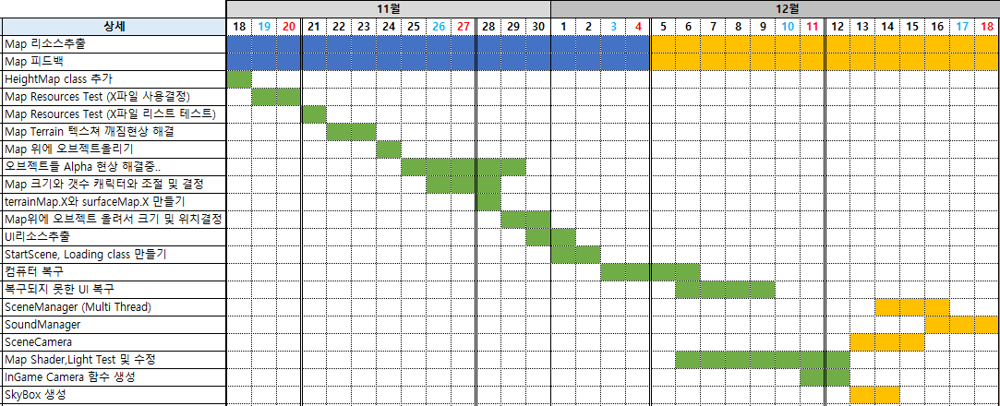 11월 12월
상세 18 19 20 21 22 23 24 25 26 27 28 29 30 1 2 3 4 5 6 7 8 9 10 11 12 13 14 15 16 17 18
Map 리소스추출
Map 피드백
HeightMap class 추가
Map Resources Test (X파일 사용결정)
Map Resources Test (X파일 리스트 테스트)
Map Terrain 텍스쳐 깨짐현상 해결
Map 위에 오브젝트올리기
오브젝트들 Alpha 현상 해결중..
Map 크기와 갯수 캐릭터와 조절 및 결정
terrainMap.X와 surfaceMap.X 만들기
Map위에 오브젝트 올려서 크기 및 위치결정
UI리소스추출
StartScene, Loading class 만들기
컴퓨터 복구
복구되지 못한 UI 복구
SceneManager (Multi Thread)
SoundManager
SceneCamera
Map Shader,Light Test 및 수정
InGame Camera 함수 생성
SkyBox 생성